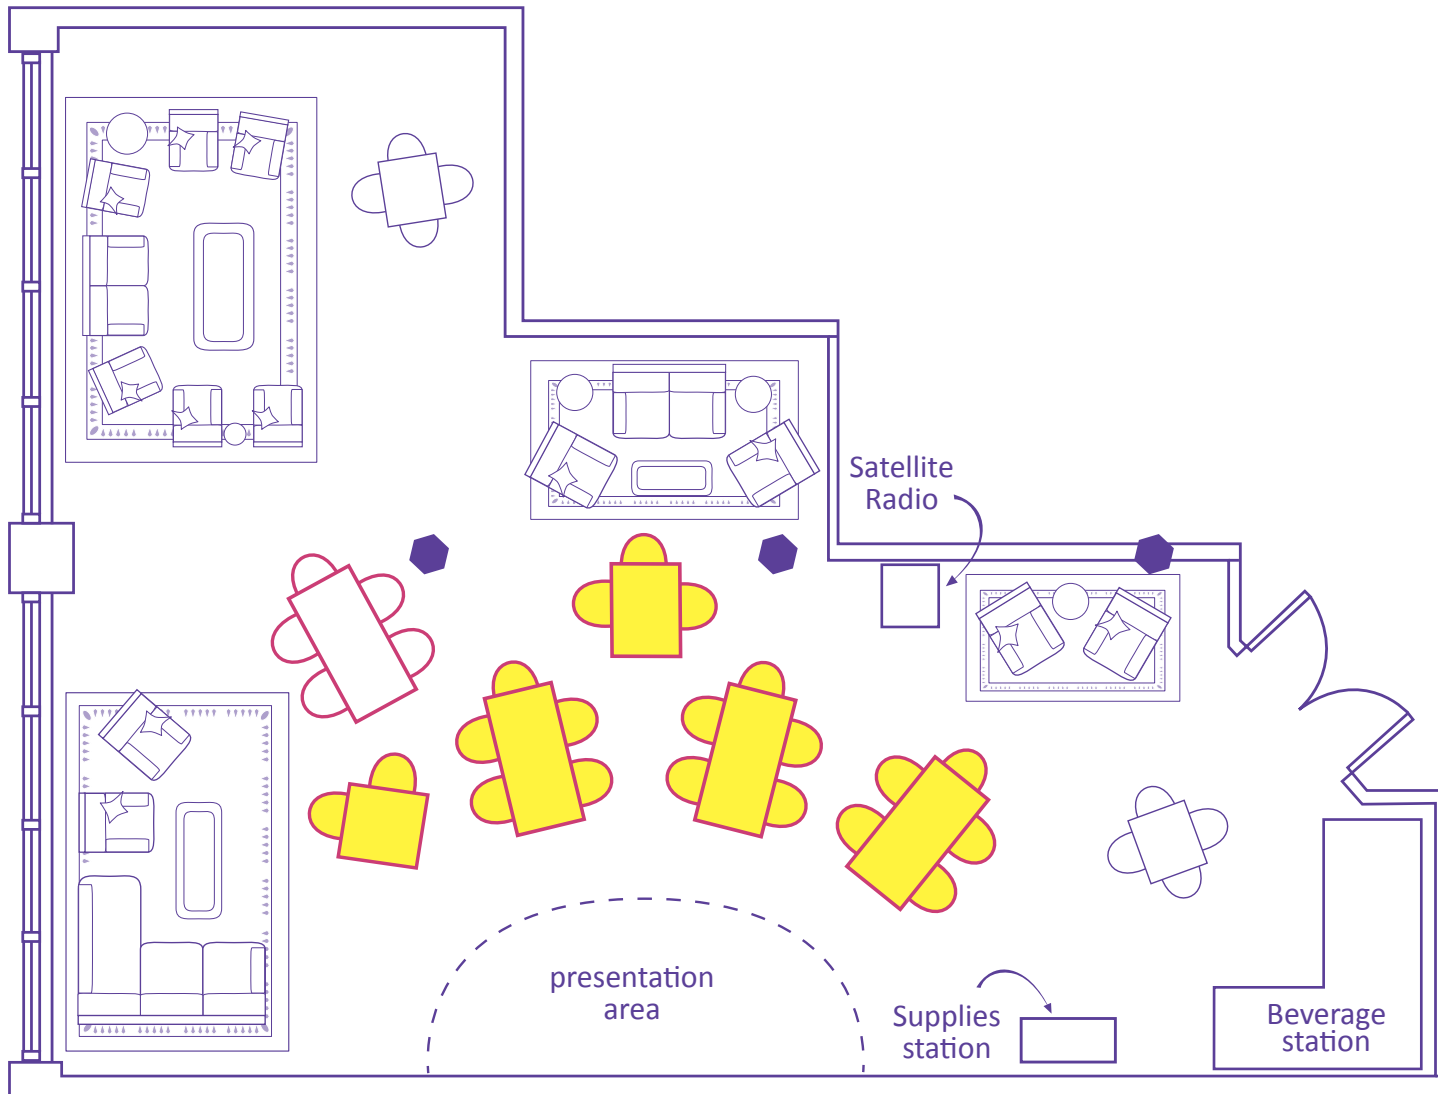 Satellite
Radio
presentation
area
Supplies
station
Beverage
station